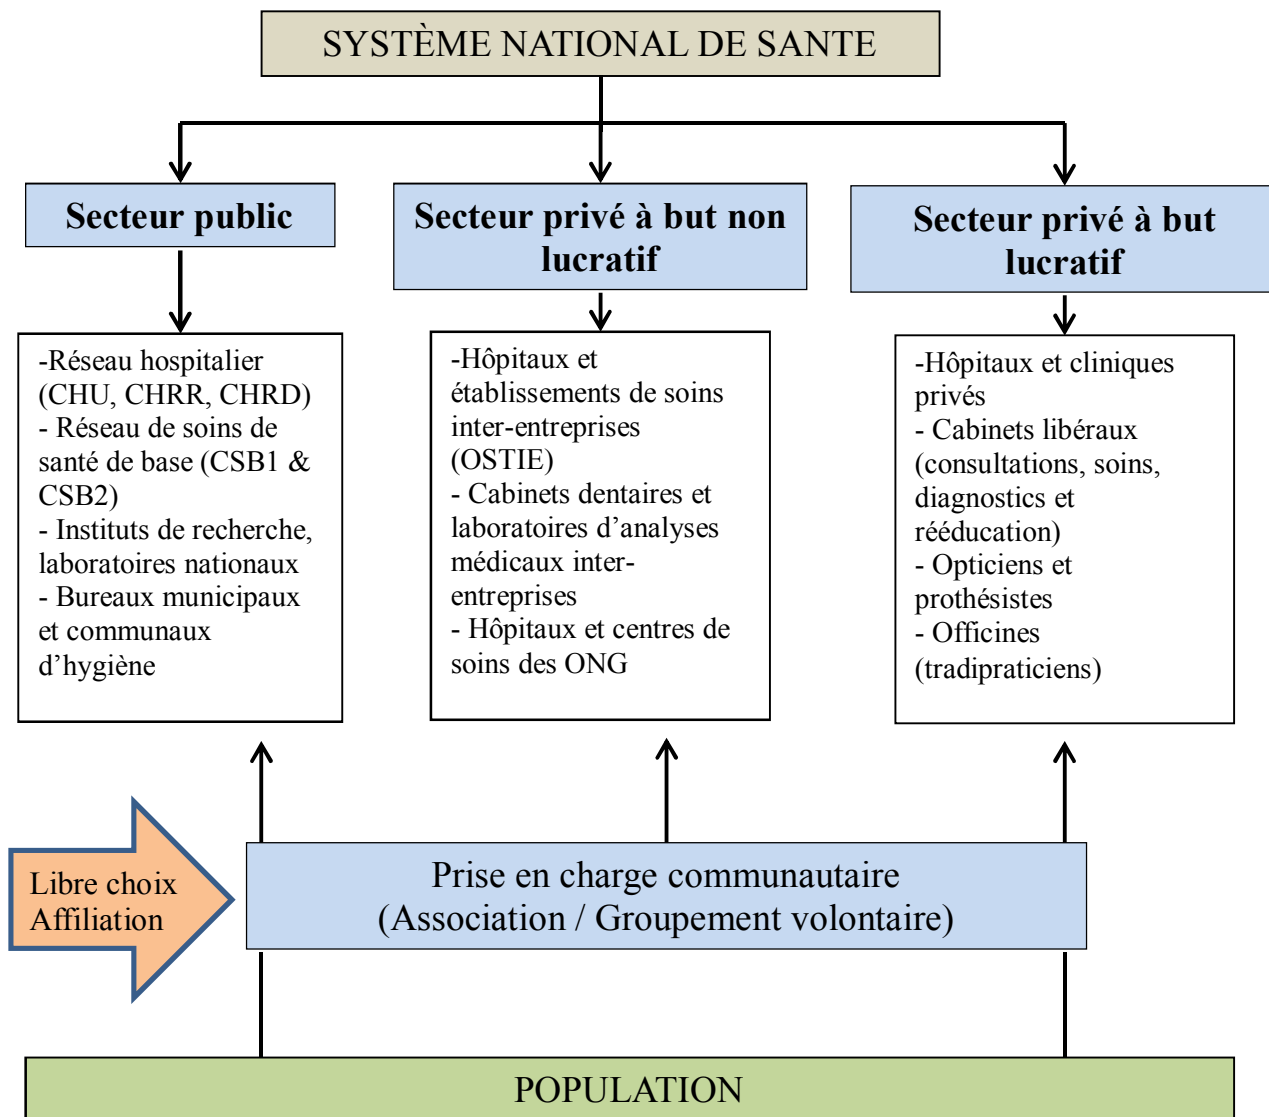 SYSTÈME NATIONAL DE SANTE
Secteur public
Secteur privé à but non
lucratif
Secteur privé à but
lucratif
-Réseau hospitalier
(CHU, CHRR, CHRD)
- Réseau de soins de
santé de base (CSB1 &
CSB2)
- Instituts de recherche,
laboratoires nationaux
- Bureaux municipaux
et communaux
d’hygiène
-Hôpitaux et
établissements de soins
inter-entreprises
(OSTIE)
- Cabinets dentaires et
laboratoires d’analyses
médicaux inter-
entreprises
- Hôpitaux et centres de
soins des ONG
-Hôpitaux et cliniques
privés
- Cabinets libéraux
(consultations, soins,
diagnostics et
rééducation)
- Opticiens et
prothésistes
- Officines
(tradipraticiens)
Libre choix
Affiliation
Prise en charge communautaire
(Association / Groupement volontaire)
POPULATION